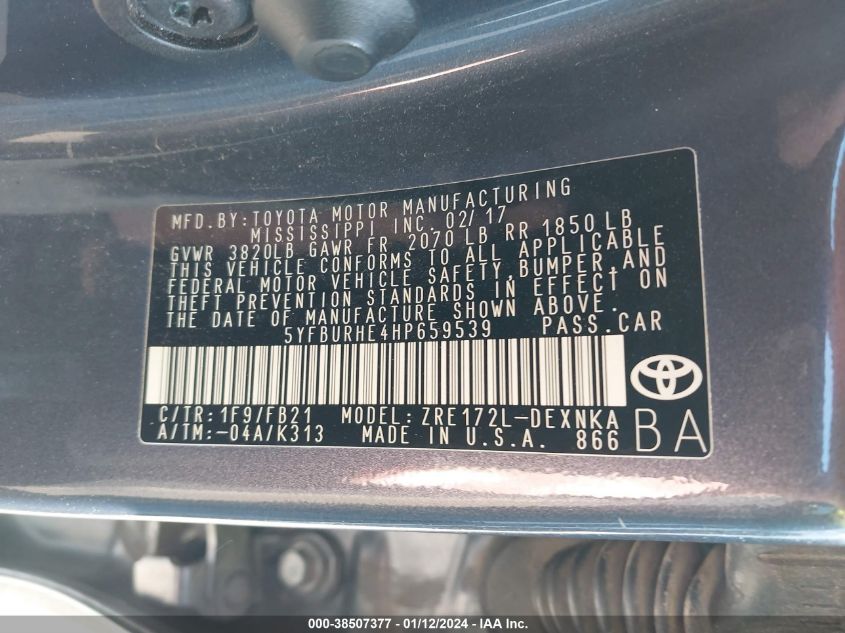 MFD. BY: TOYOTA MOTOR MANUFACTURING
MISSISSIPPI INC. 02/17
GVWR 3820LB GAWR FR 2070 LB RR 1850 LB
THIS VEHICLE CONFORMS TO ALL APPLICABLE
FEDERAL MOTOR VEHICLE SAFETY, BUMPER, AND
THEFT PREVENTION STANDARDS IN EFFECT ON
THE DATE OF MANUFACTURE SHOWN ABOVE.
5YFBURHE4HP659539 PASS. CAR
C/TR: 1F9/FB21 MODEL: ZRE172L-DEXNKA
A/TM: -04A/K313 MADE IN U.S.A. 866
BA
000-38507377 - 01/12/2024 - IAA Inc.